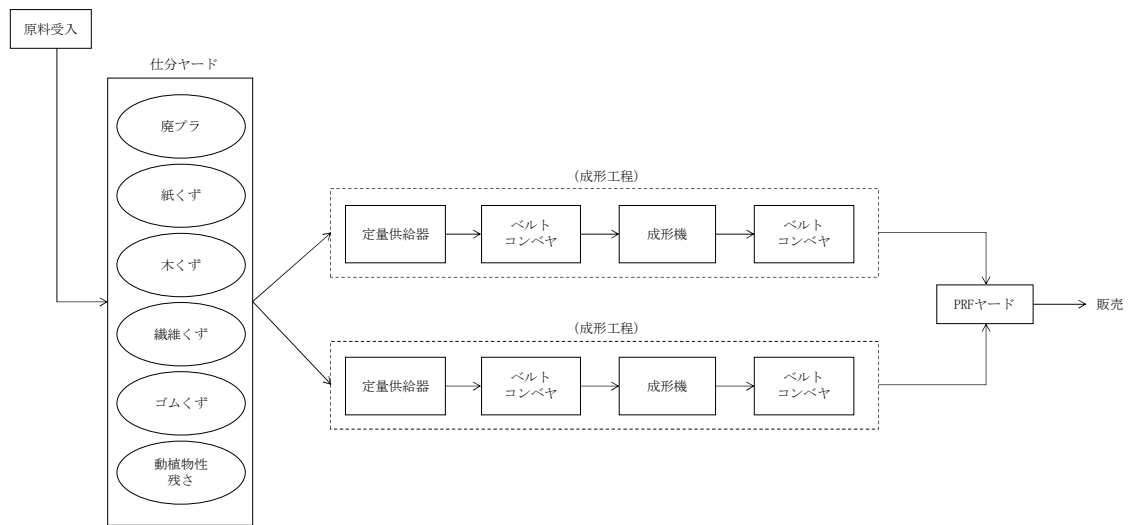 原料受入
仕分ヤード
廃プラ
紙くず
木くず
繊維くず
ゴムくず
動植物性
残さ
(成形工程)
定量供給器
ベルト
コンベヤ
成形機
ベルト
コンベヤ
(成形工程)
定量供給器
ベルト
コンベヤ
成形機
ベルト
コンベヤ
PRFヤード
販売